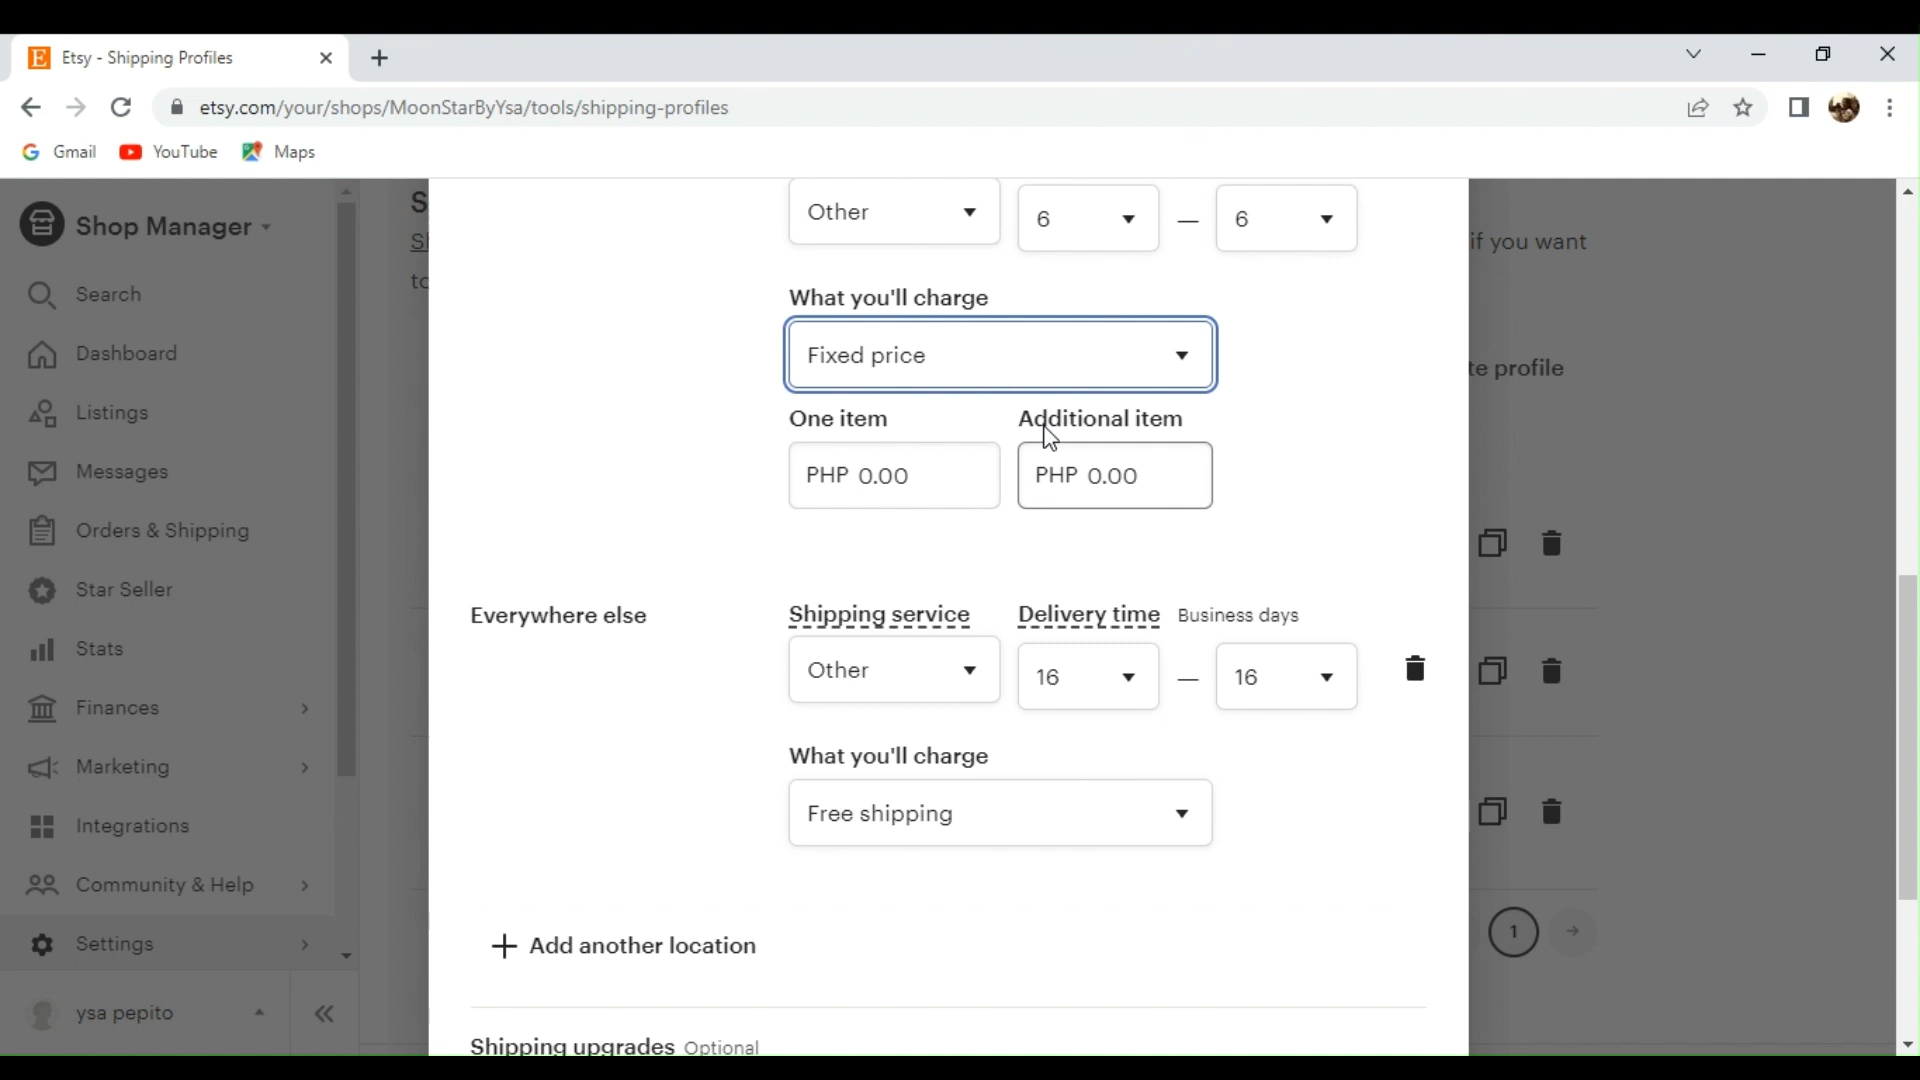 Etsy - Shipping Profiles
etsy.com/your/shops/MoonStarByYsa/tools/shipping-profiles
Gmail YouTube Maps
Shop Manager
Search
Dashboard
Listings
Messages
Orders & Shipping
Star Seller
Stats
Finances
Marketing
Integrations
Community & Help
Settings
ysa pepito
S
Sh
to
if you want
te profile
1
Other 6 — 6
What you'll charge
Fixed price
One item Additional item
PHP 0.00 PHP 0.00
Everywhere else
Shipping service Delivery time Business days
Other 16 — 16
What you'll charge
Free shipping
+ Add another location
Shipping upgrades Optional